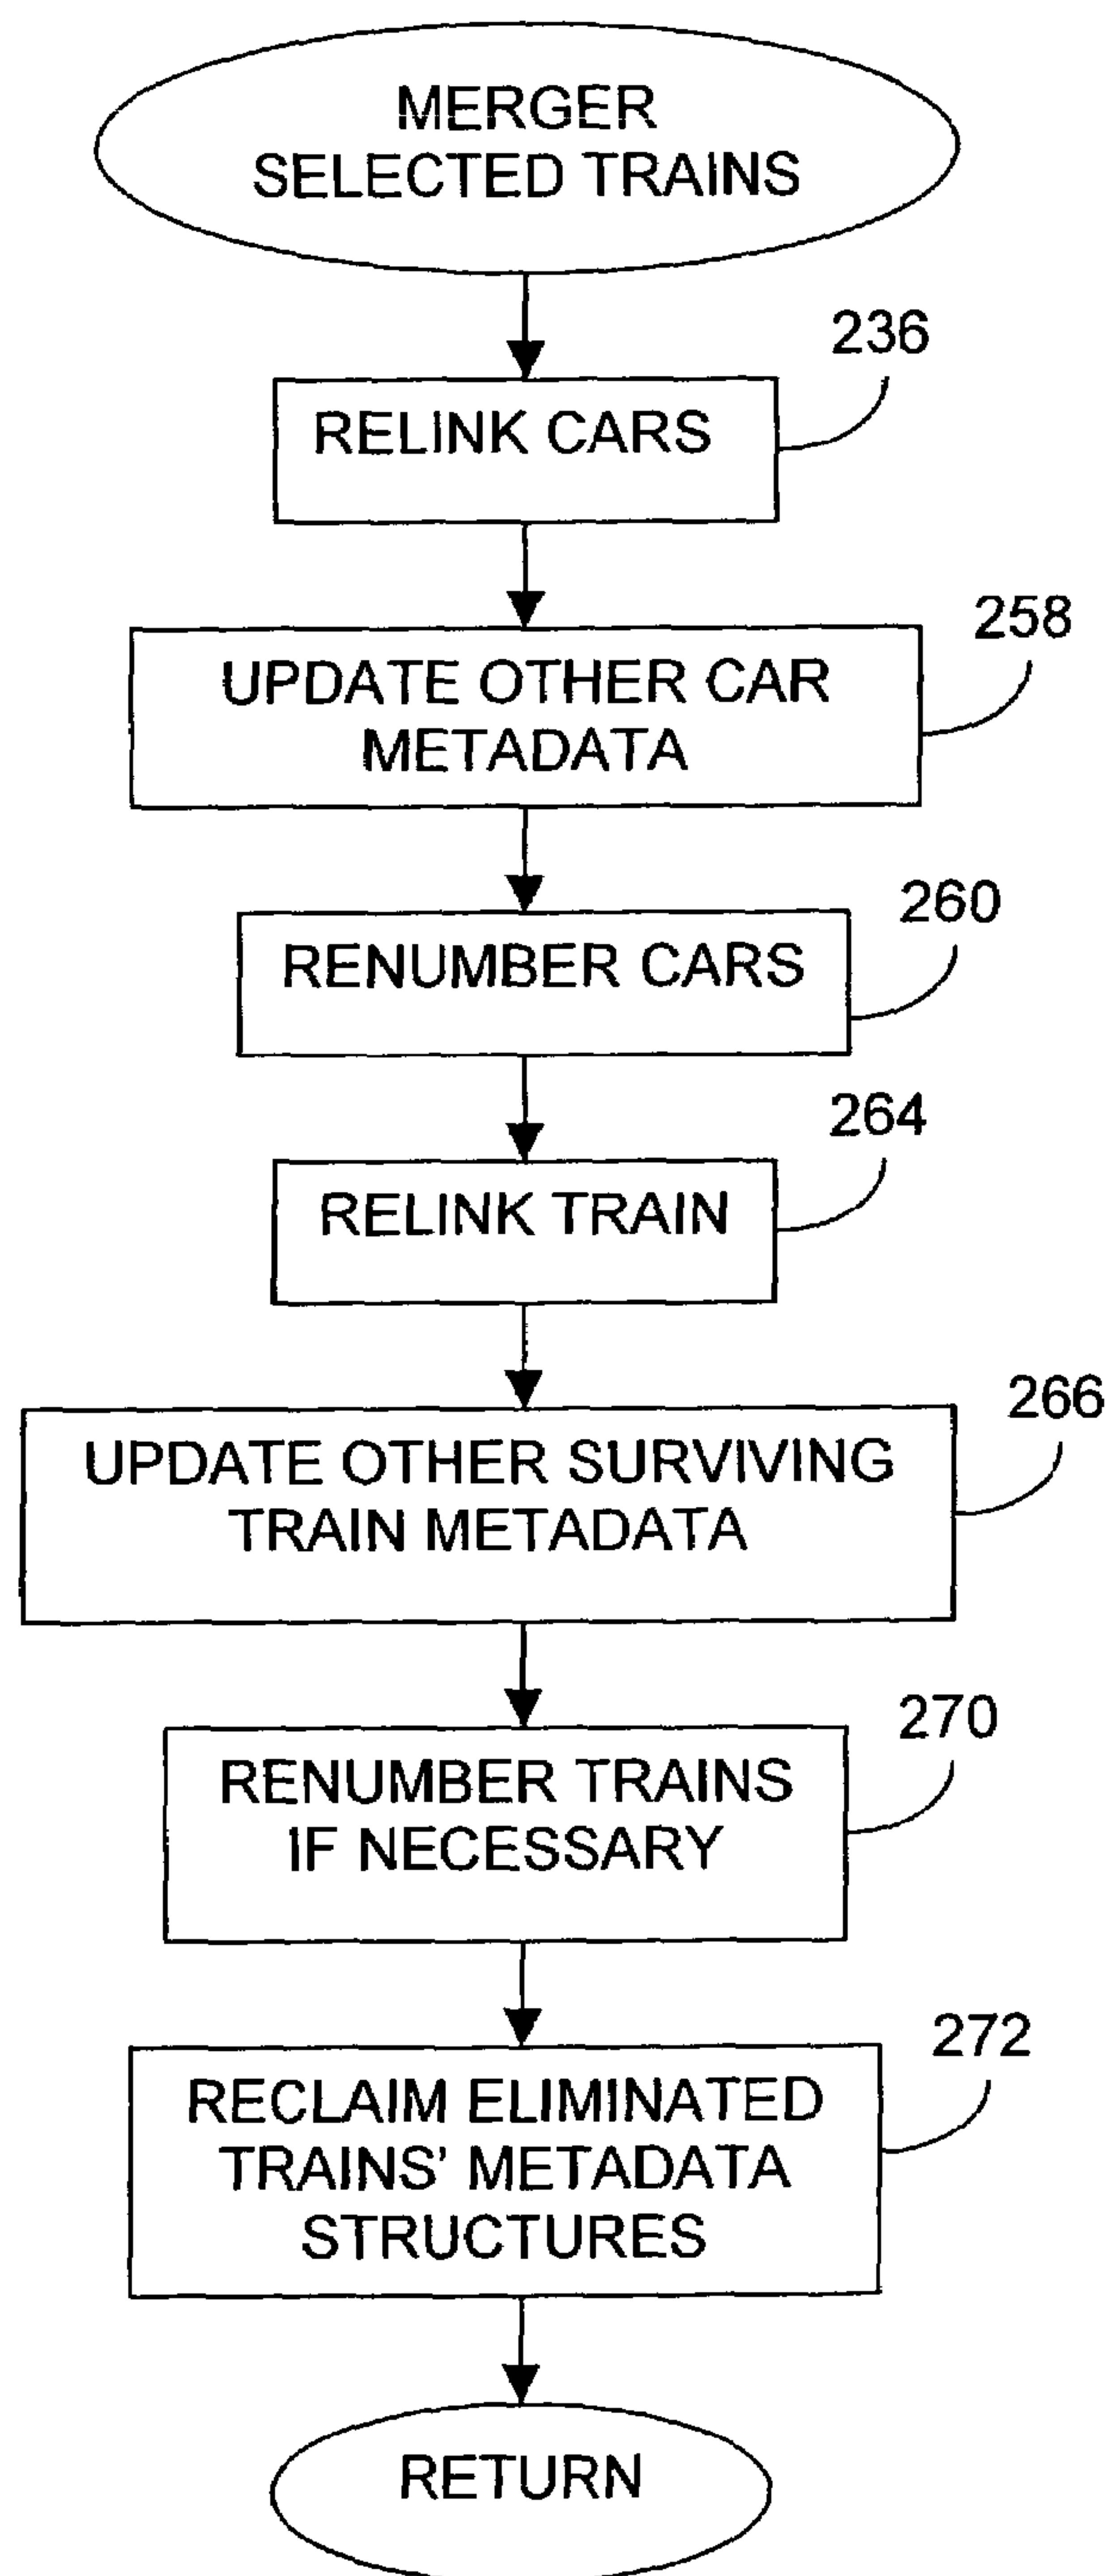 MERGER
SELECTED TRAINS
236
RELINK CARS
258
UPDATE OTHER CAR
METADATA
260
RENUMBER CARS
264
RELINK TRAIN
266
UPDATE OTHER SURVIVING
TRAIN METADATA
270
RENUMBER TRAINS
IF NECESSARY
272
RECLAIM ELIMINATED
TRAINS' METADATA
STRUCTURES
RETURN